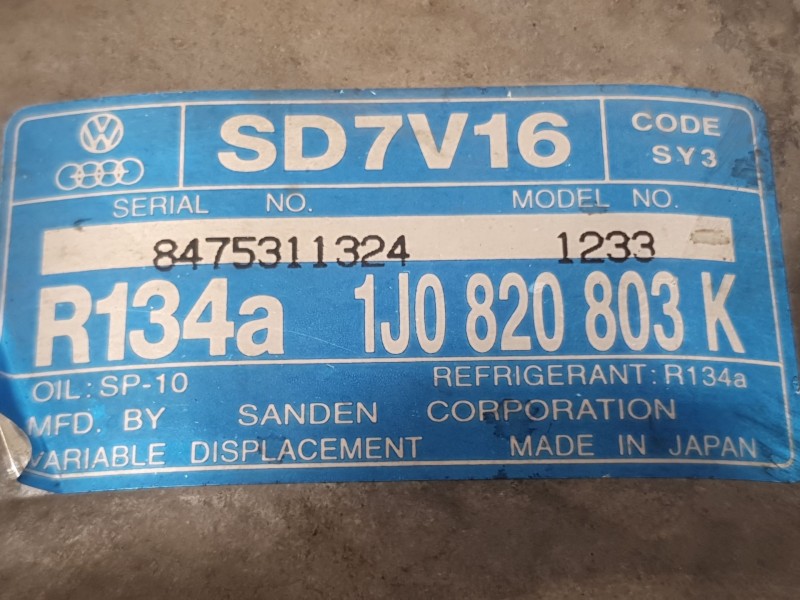 SD7V16
CODE
SY3
SERIAL NO. MODEL NO.
8475311324 1233
R134a 1J0 820 803 K
OIL: SP-10 REFRIGERANT: R134a
MFD. BY SANDEN CORPORATION
VARIABLE DISPLACEMENT MADE IN JAPAN